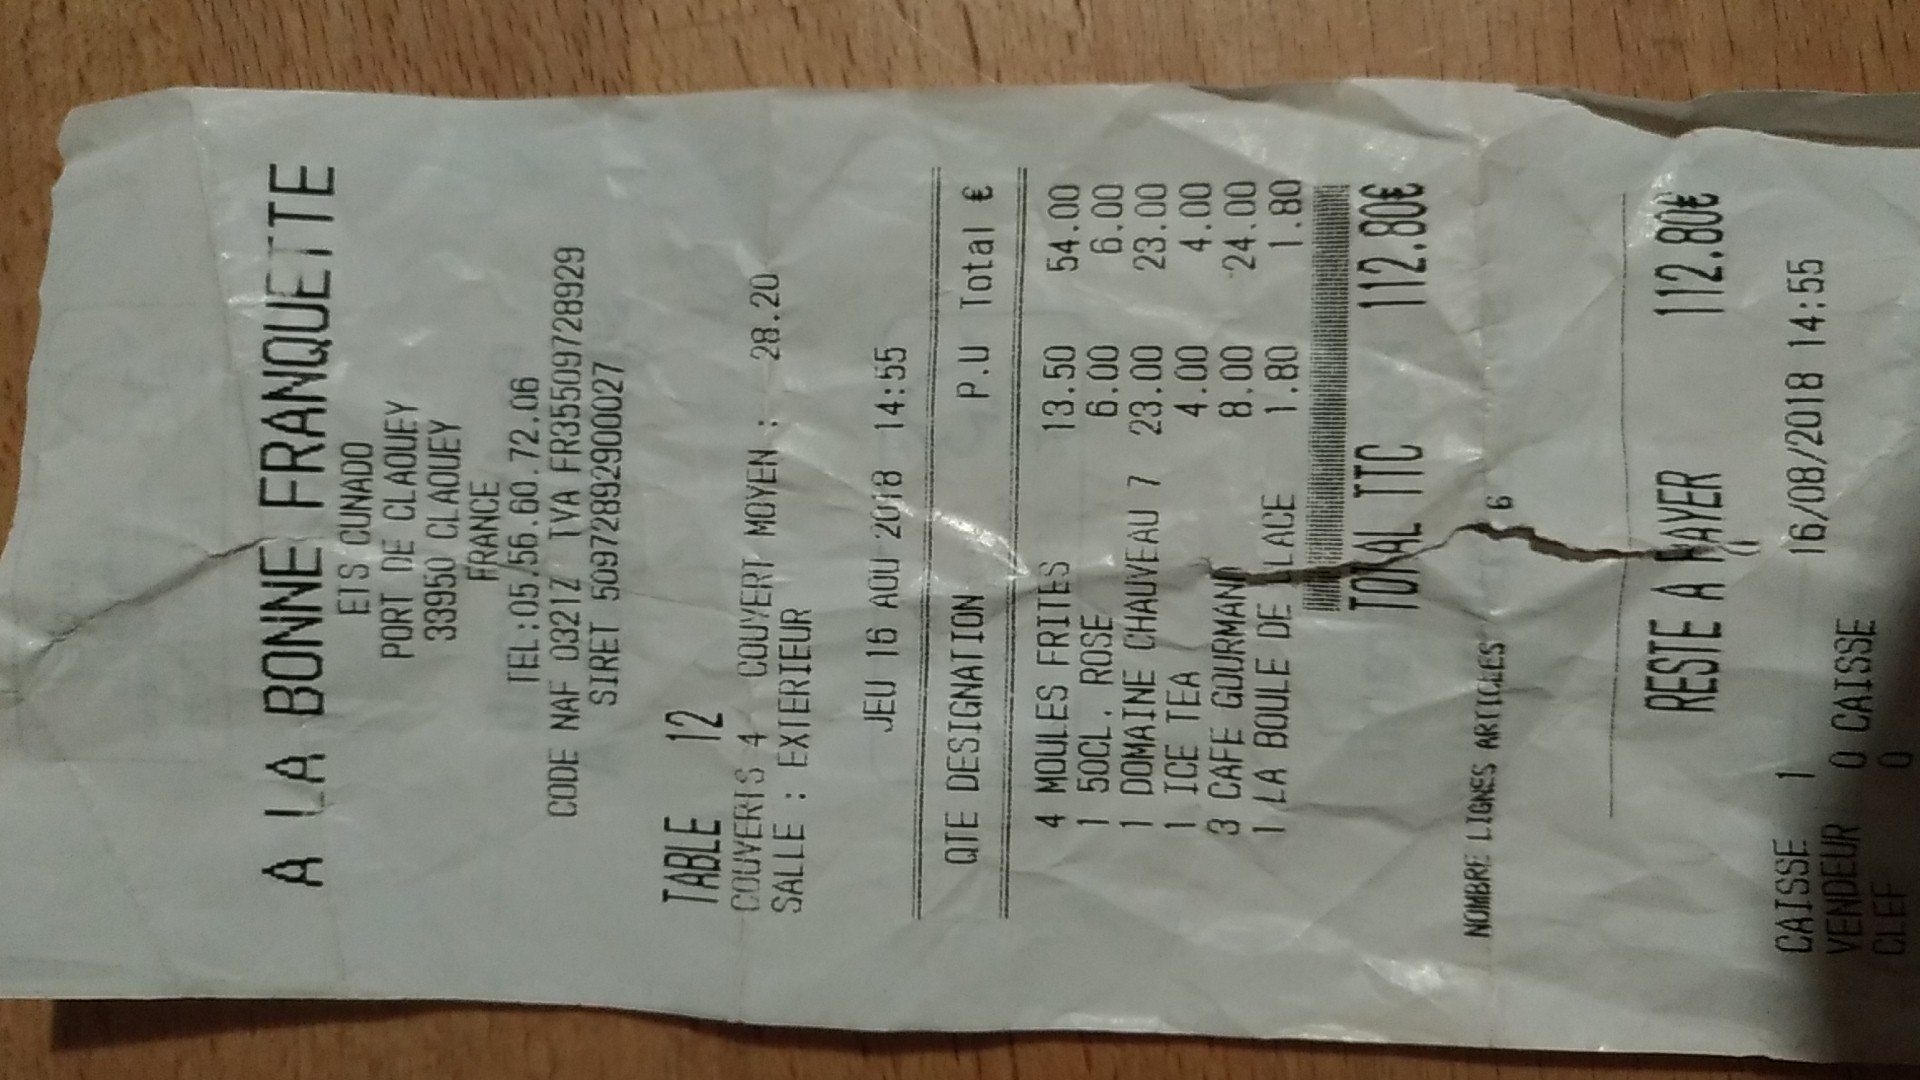 A LA BONNE FRANQUETTE
ETS CUNADO
PORT DE CLAOUEY
33950 CLAOUEY
FRANCE
TEL:05.56.60.72.06
CODE NAF 0321Z TVA FR35509728929
SIRET 50972892900027
TABLE 12
COUVERTS 4 COUVERT MOYEN : 28.20
SALLE : EXTERIEUR
JEU 16 AOU 2018 14:55
QTE DESIGNATION P.U Total €
4 MOULES FRITES 13.50 54.00
1 50CL. ROSE 6.00 6.00
1 DOMAINE CHAUVEAU 7 23.00 23.00
1 ICE TEA 4.00 4.00
3 CAFE GOURMAND 8.00 24.00
1 LA BOULE DE GLACE 1.80 1.80
TOTAL TTC 112.80€
NOMBRE LIGNES ARTICLES 6
RESTE A PAYER 112.80€
CAISSE 1 16/08/2018 14:55
VENDEUR 0 CAISSE
CLEF 0